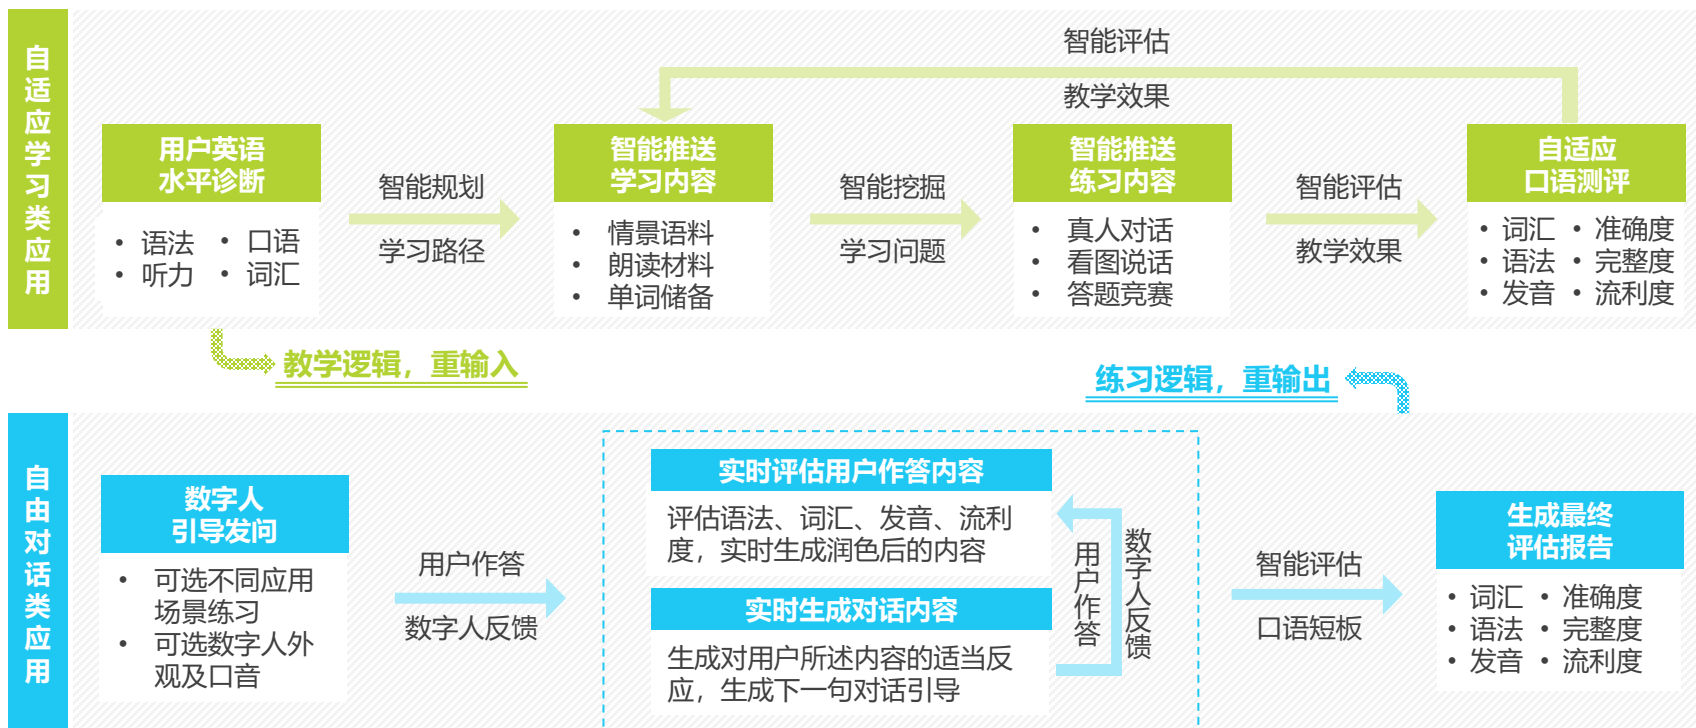 自适应学习类应用
智能评估
教学效果
用户英语
水平诊断
• 语法 • 口语
• 听力 • 词汇
智能规划
学习路径
智能推送
学习内容
• 情景语料
• 朗读材料
• 单词储备
智能挖掘
学习问题
智能推送
练习内容
• 真人对话
• 看图说话
• 答题竞赛
智能评估
教学效果
自适应
口语测评
• 词汇 • 准确度
• 语法 • 完整度
• 发音 • 流利度
教学逻辑，重输入
练习逻辑，重输出
自由对话类应用
数字人
引导发问
• 可选不同应用
场景练习
• 可选数字人外
观及口音
用户作答
数字人反馈
实时评估用户作答内容
评估语法、词汇、发音、流利
度，实时生成润色后的内容
实时生成对话内容
生成对用户所述内容的适当反
应，生成下一句对话引导
用户作答
数字人反馈
智能评估
口语短板
生成最终
评估报告
• 词汇 • 准确度
• 语法 • 完整度
• 发音 • 流利度